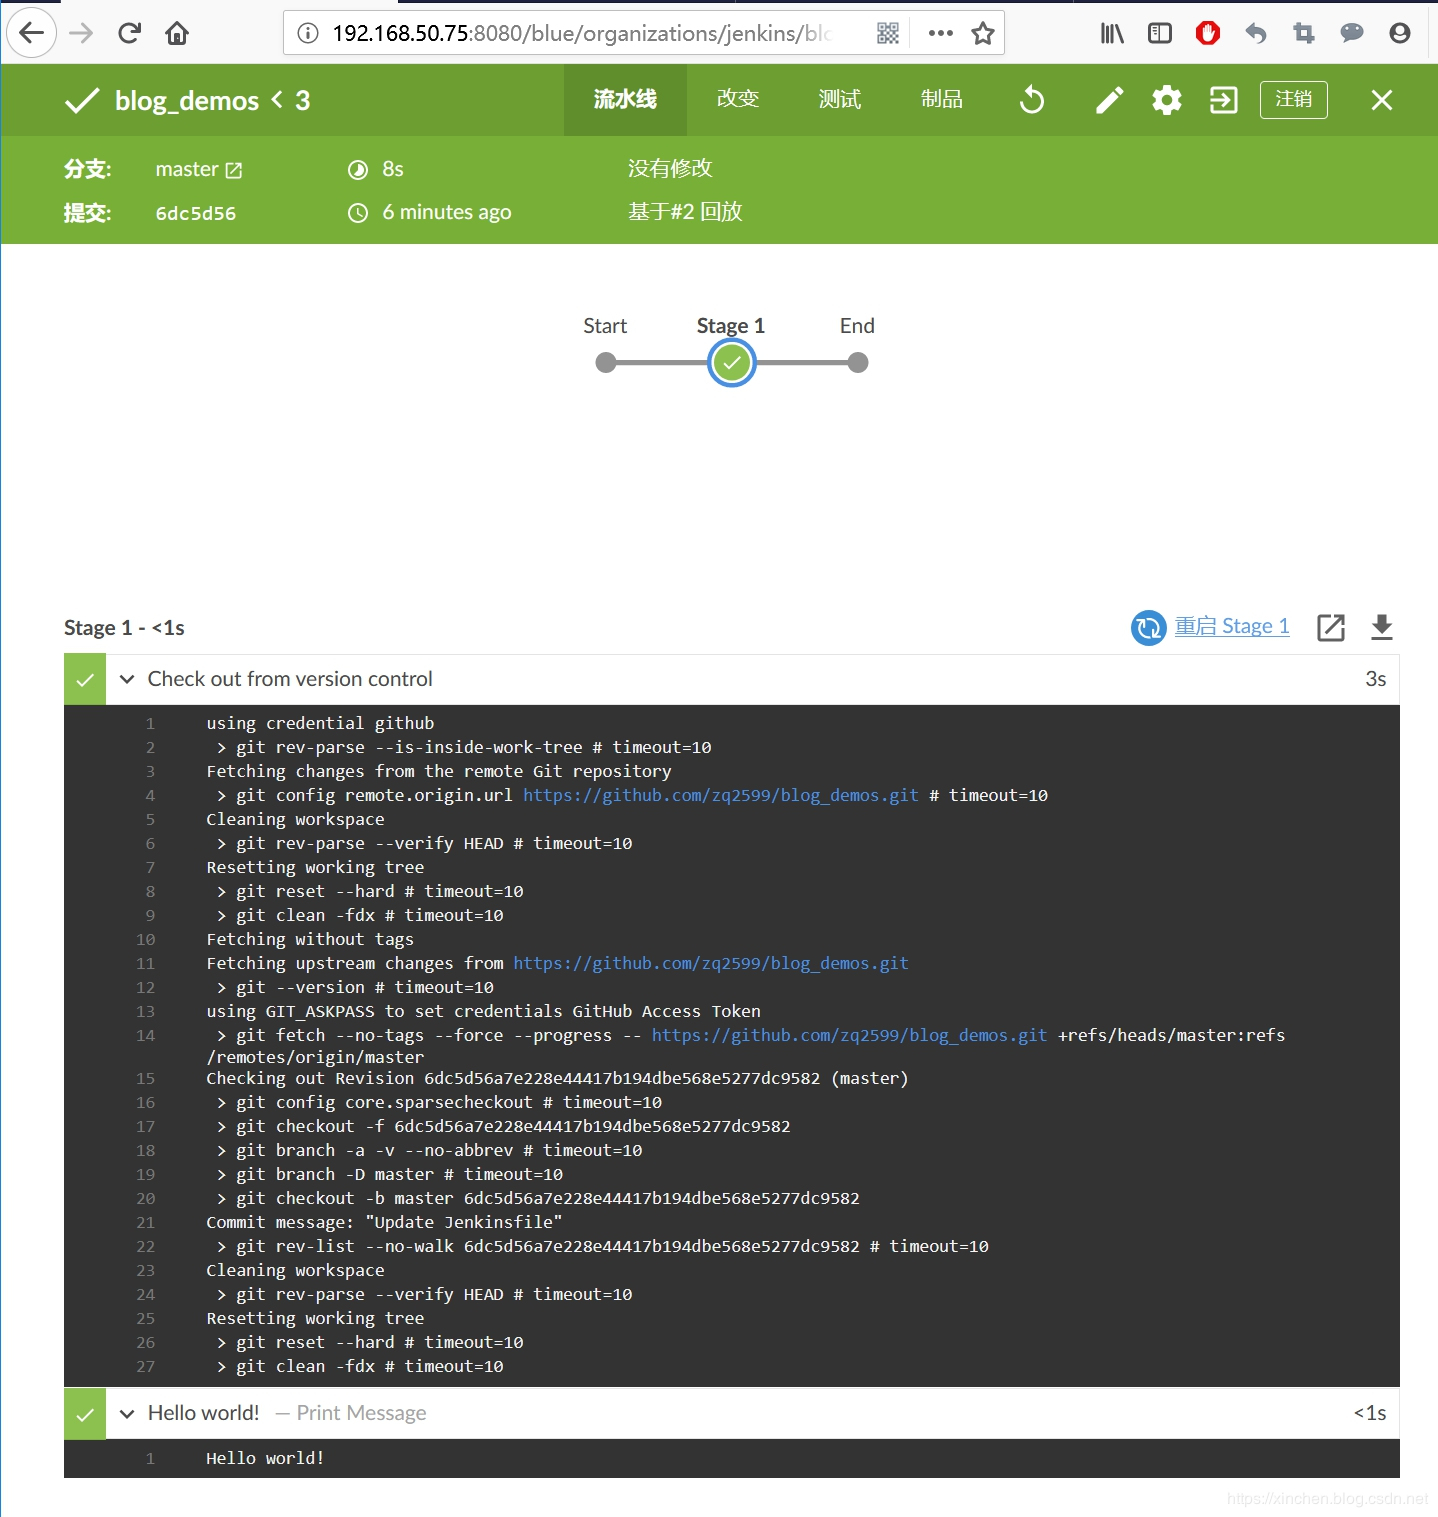 192.168.50.75:8080/blue/organizations/jenkins/blo
blog_demos < 3
流水线 改变 测试 制品 注销
分支: master 8s 没有修改
提交: 6dc5d56 6 minutes ago 基于#2 回放
Start Stage 1 End
Stage 1 - <1s 重启 Stage 1
Check out from version control 3s
1 using credential github
2 > git rev-parse --is-inside-work-tree # timeout=10
3 Fetching changes from the remote Git repository
4 > git config remote.origin.url https://github.com/zq2599/blog_demos.git # timeout=10
5 Cleaning workspace
6 > git rev-parse --verify HEAD # timeout=10
7 Resetting working tree
8 > git reset --hard # timeout=10
9 > git clean -fdx # timeout=10
10 Fetching without tags
11 Fetching upstream changes from https://github.com/zq2599/blog_demos.git
12 > git --version # timeout=10
13 using GIT_ASKPASS to set credentials GitHub Access Token
14 > git fetch --no-tags --force --progress -- https://github.com/zq2599/blog_demos.git +refs/heads/master:refs
/remotes/origin/master
15 Checking out Revision 6dc5d56a7e228e44417b194dbe568e5277dc9582 (master)
16 > git config core.sparsecheckout # timeout=10
17 > git checkout -f 6dc5d56a7e228e44417b194dbe568e5277dc9582
18 > git branch -a -v --no-abbrev # timeout=10
19 > git branch -D master # timeout=10
20 > git checkout -b master 6dc5d56a7e228e44417b194dbe568e5277dc9582
21 Commit message: "Update Jenkinsfile"
22 > git rev-list --no-walk 6dc5d56a7e228e44417b194dbe568e5277dc9582 # timeout=10
23 Cleaning workspace
24 > git rev-parse --verify HEAD # timeout=10
25 Resetting working tree
26 > git reset --hard # timeout=10
27 > git clean -fdx # timeout=10
Hello world! — Print Message <1s
1 Hello world!
https://xinchen.blog.csdn.net